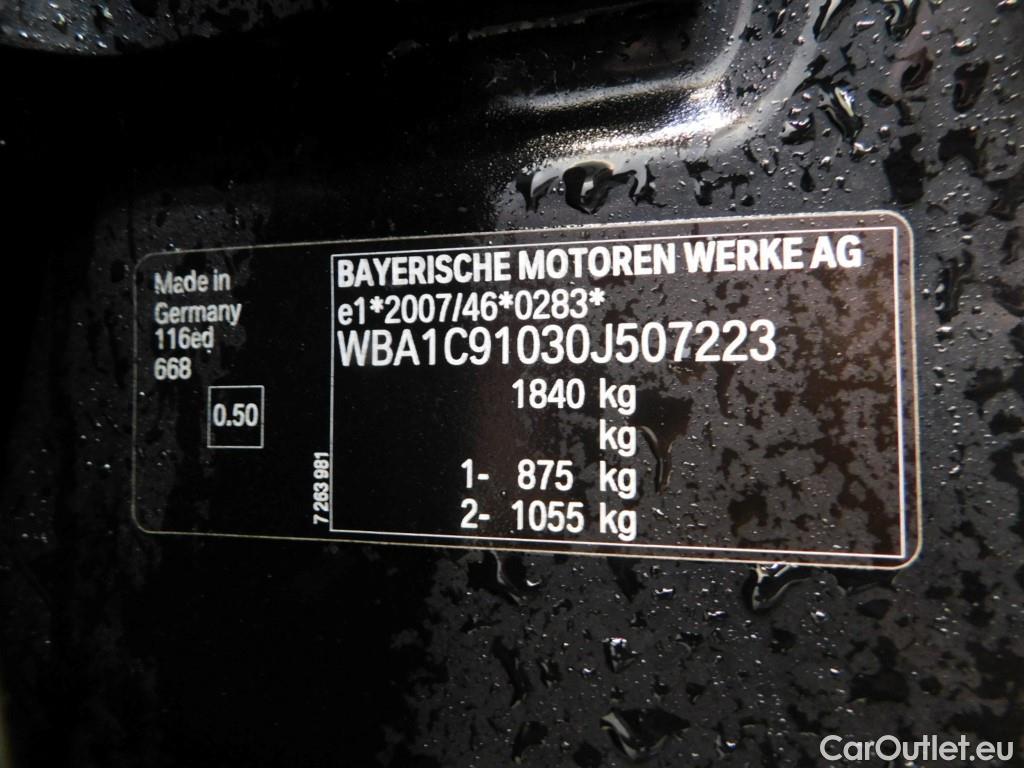 Made in
Germany
116ed
668
0.50
7 263 981
BAYERISCHE MOTOREN WERKE AG
e1*2007/46*0283*
WBA1C91030J507223
1840 kg
kg
1- 875 kg
2- 1055 kg
CarOutlet.eu